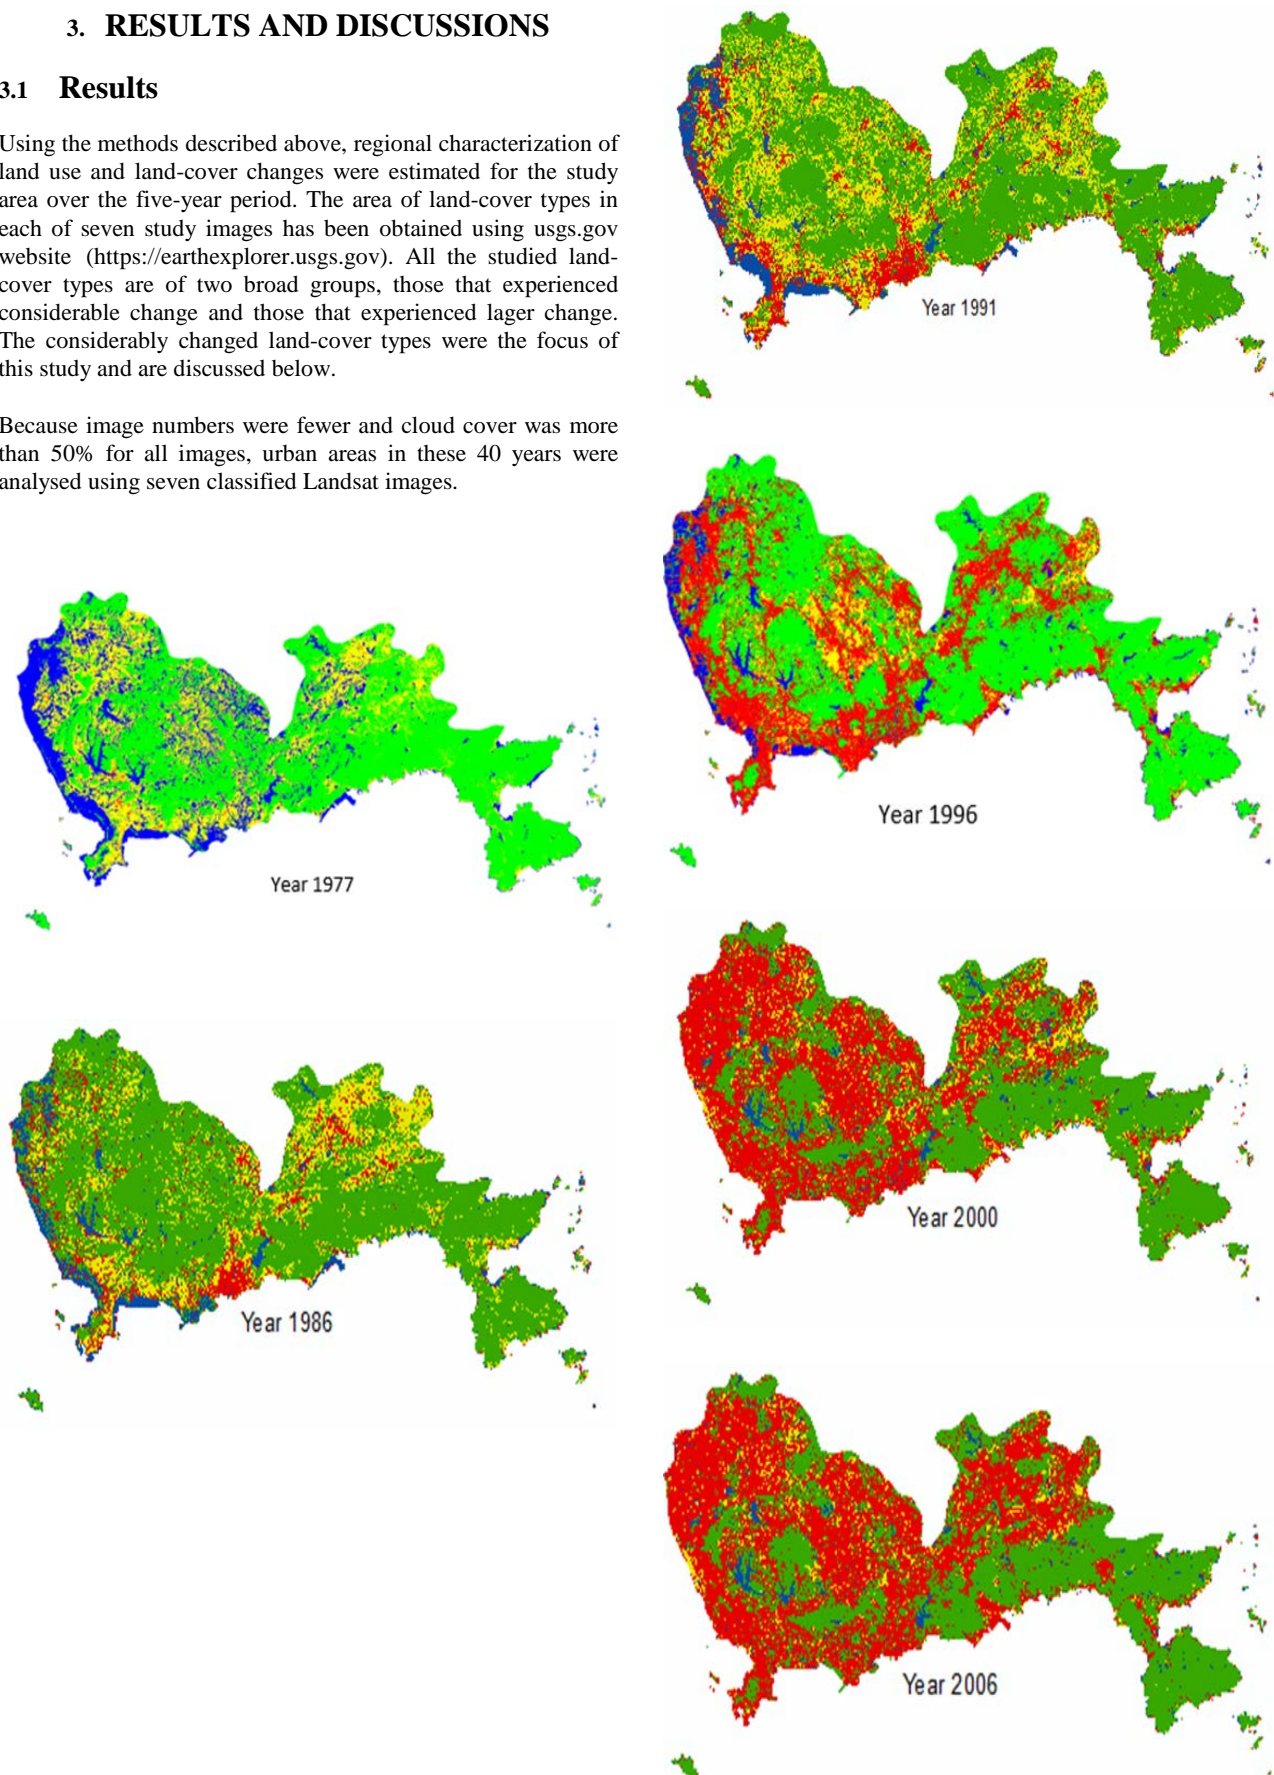 3. RESULTS AND DISCUSSIONS
3.1 Results
Using the methods described above, regional characterization of
land use and land-cover changes were estimated for the study
area over the five-year period. The area of land-cover types in
each of seven study images has been obtained using usgs.gov
website (https://earthexplorer.usgs.gov). All the studied land-
cover types are of two broad groups, those that experienced
considerable change and those that experienced lager change.
The considerably changed land-cover types were the focus of
this study and are discussed below.
Because image numbers were fewer and cloud cover was more
than 50% for all images, urban areas in these 40 years were
analysed using seven classified Landsat images.
Year 1977
Year 1986
Year 1991
Year 1996
Year 2000
Year 2006